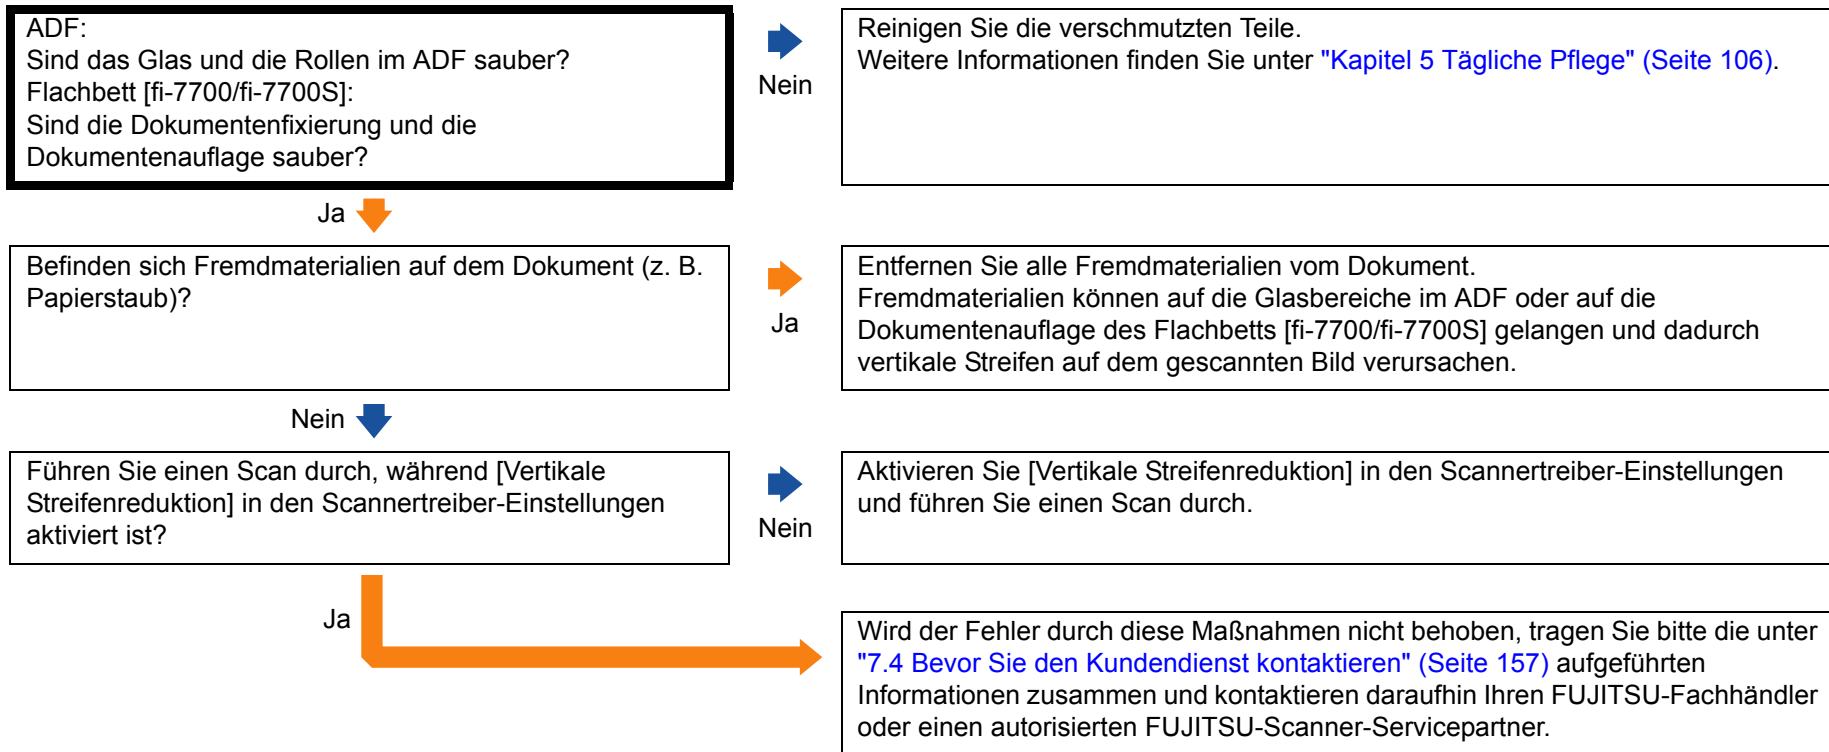 ADF:
Sind das Glas und die Rollen im ADF sauber?
Flachbett [fi-7700/fi-7700S]:
Sind die Dokumentenfixierung und die
Dokumentenauflage sauber?
Nein
Reinigen Sie die verschmutzten Teile.
Weitere Informationen finden Sie unter "Kapitel 5 Tägliche Pflege" (Seite 106).
Ja
Befinden sich Fremdmaterialien auf dem Dokument (z. B.
Papierstaub)?
Ja
Entfernen Sie alle Fremdmaterialien vom Dokument.
Fremdmaterialien können auf die Glasbereiche im ADF oder auf die
Dokumentenauflage des Flachbetts [fi-7700/fi-7700S] gelangen und dadurch
vertikale Streifen auf dem gescannten Bild verursachen.
Nein
Führen Sie einen Scan durch, während [Vertikale
Streifenreduktion] in den Scannertreiber-Einstellungen
aktiviert ist?
Nein
Aktivieren Sie [Vertikale Streifenreduktion] in den Scannertreiber-Einstellungen
und führen Sie einen Scan durch.
Ja
Wird der Fehler durch diese Maßnahmen nicht behoben, tragen Sie bitte die unter
"7.4 Bevor Sie den Kundendienst kontaktieren" (Seite 157) aufgeführten
Informationen zusammen und kontaktieren daraufhin Ihren FUJITSU-Fachhändler
oder einen autorisierten FUJITSU-Scanner-Servicepartner.